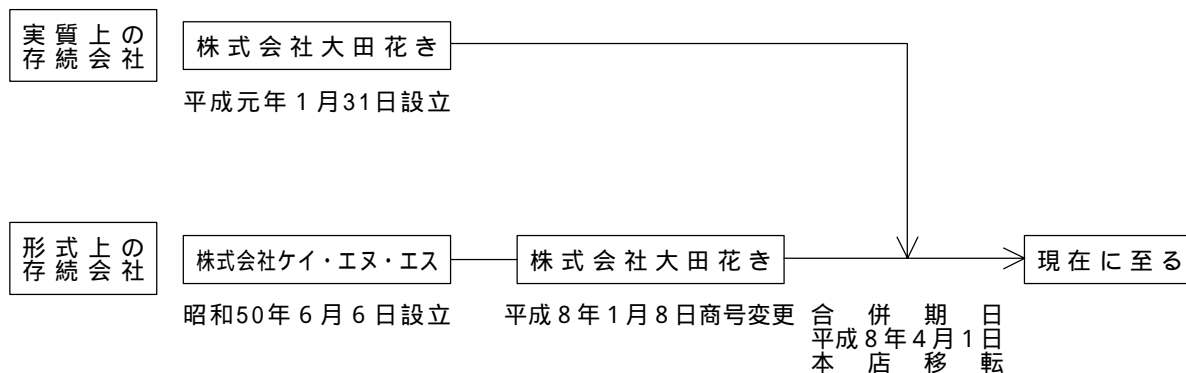 実質上の
存続会社
株式会社大田花き
平成元年1月31日設立
形式上の
存続会社
株式会社ケイ・エヌ・エス
株式会社大田花き
現在に至る
昭和50年6月6日設立
平成8年1月8日商号変更
合併期日
平成8年4月1日
本店移転